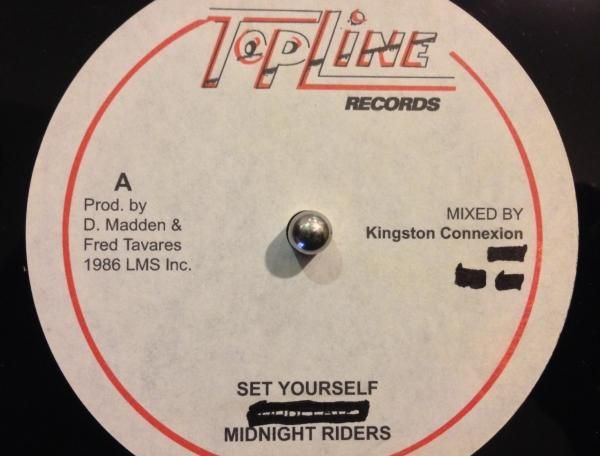 TOPLINE
RECORDS
A
Prod. by
D. Madden &
Fred Tavares
1986 LMS Inc.
MIXED BY
Kingston Connexion
SET YOURSELF
MIDNIGHT RIDERS